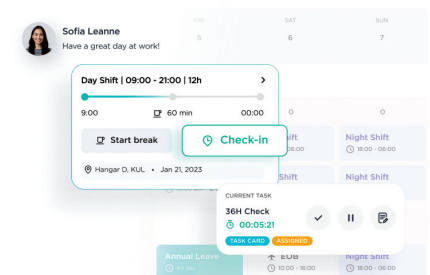 FRI SAT SUN
5 6 7
Sofia Leanne
Have a great day at work!
Day Shift | 09:00 - 21:00 | 12h
9:00 60 min 00:00
0 0
Start break
Check-in
Shift Night Shift
06:00 18:00 - 06:00
Hangar D, KUL • Jan 21, 2023
Shift Night Shift
CURRENT TASK
36H Check
00:05:21
TASK CARD ASSIGNED
Annual Leave EOB Night Shift
10:00 - 16:00 18:00 - 06:00